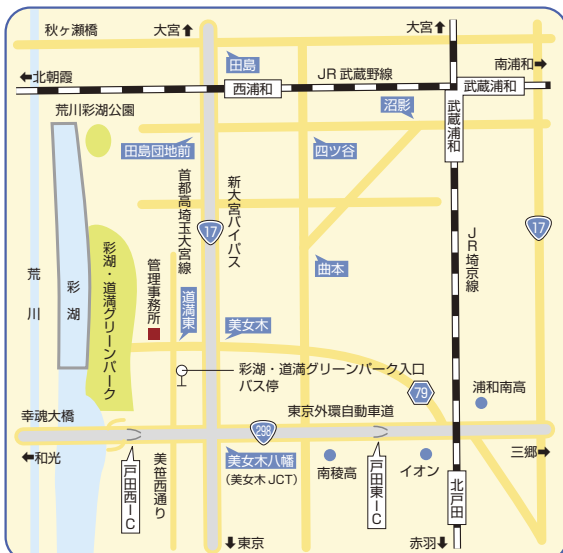 秋ヶ瀬橋
大宮↑
大宮↑
田島
南浦和→
←北朝霞
JR武蔵野線
西浦和
武蔵浦和
武蔵浦和
荒川彩湖公園
沼影
田島団地前
四ツ谷
首都高埼玉大宮線
新大宮バイパス
17
17
JR埼京線
荒川
彩湖
彩湖・道満グリーンパーク
管理事務所
道満東
曲本
美女木
彩湖・道満グリーンパーク入口
バス停
79
浦和南高
幸魂大橋
東京外環自動車道
298
←和光
戸田西IC
美笹西通り
美女木八幡
(美女木JCT)
南稜高
戸田東IC
イオン
北戸田
三郷→
↓東京
赤羽↓